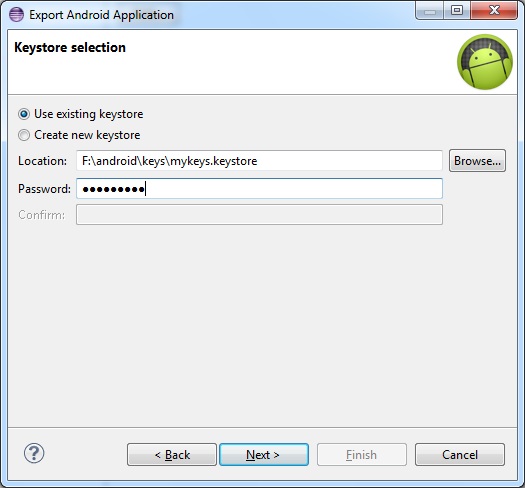 Export Android Application
Keystore selection
Use existing keystore
Create new keystore
Location: F:\android\keys\mykeys.keystore Browse...
Password: ●●●●●●●●●
Confirm:
? < Back Next > Finish Cancel